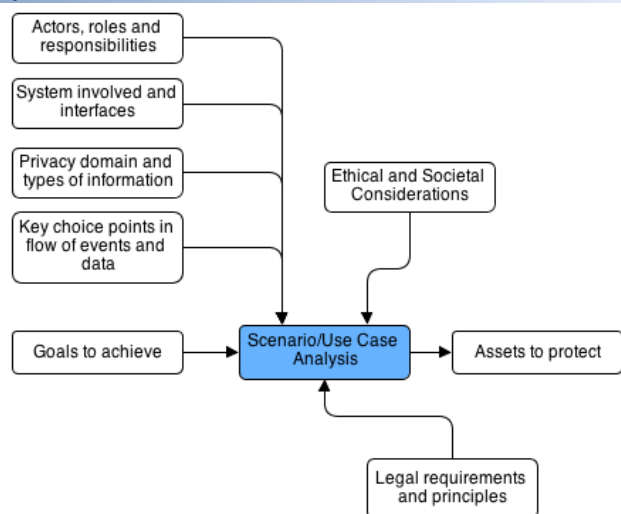 Actors, roles and
responsibilities
System involved and
interfaces
Privacy domain and
types of information
Ethical and Societal
Considerations
Key choice points in
flow of events and
data
Goals to achieve
Scenario/Use Case
Analysis
Assets to protect
Legal requirements
and principles